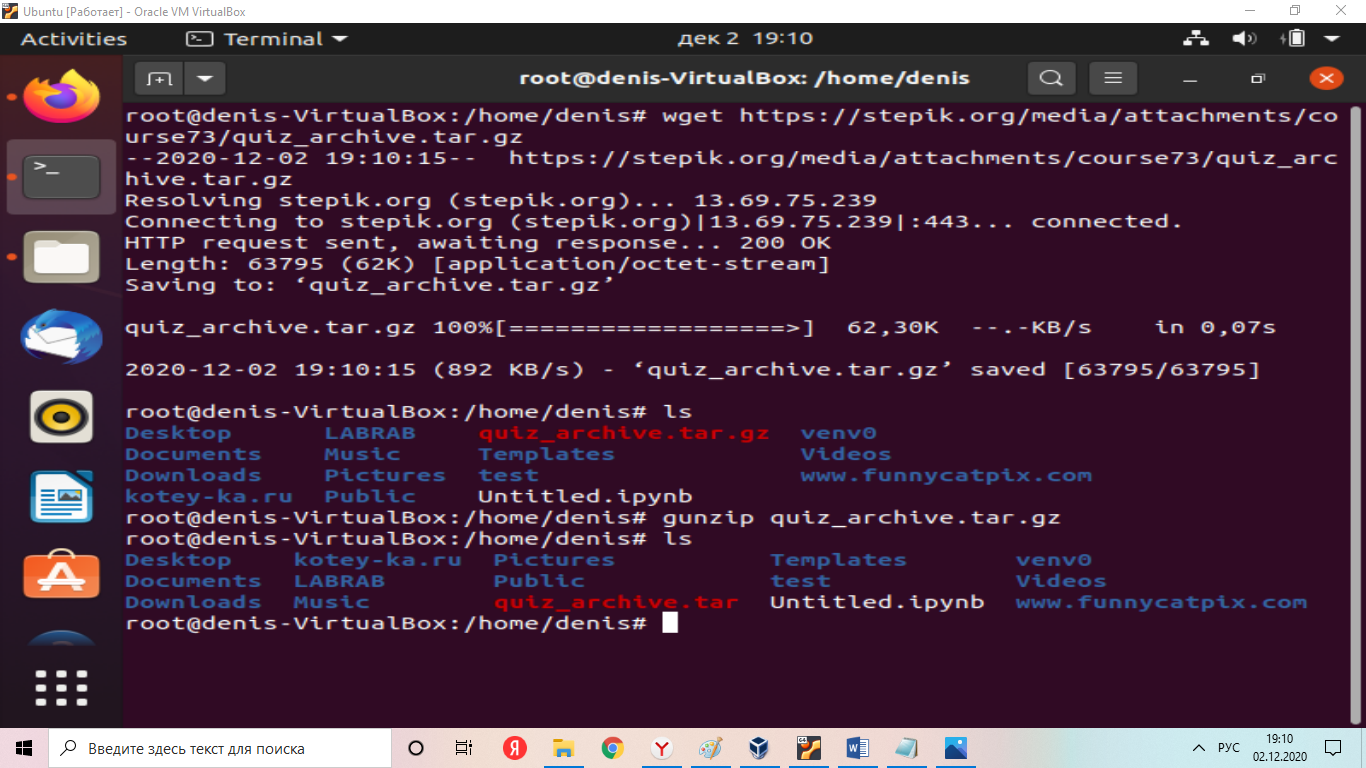 Ubuntu [Работает] - Oracle VM VirtualBox
Activities Terminal дек 2 19:10
root@denis-VirtualBox: /home/denis
root@denis-VirtualBox:/home/denis# wget https://stepik.org/media/attachments/co
urse73/quiz_archive.tar.gz
--2020-12-02 19:10:15--  https://stepik.org/media/attachments/course73/quiz_arc
hive.tar.gz
Resolving stepik.org (stepik.org)... 13.69.75.239
Connecting to stepik.org (stepik.org)|13.69.75.239|:443... connected.
HTTP request sent, awaiting response... 200 OK
Length: 63795 (62K) [application/octet-stream]
Saving to: ‘quiz_archive.tar.gz’
quiz_archive.tar.gz 100%[==================>]  62,30K  --.-KB/s    in 0,07s
2020-12-02 19:10:15 (892 KB/s) - ‘quiz_archive.tar.gz’ saved [63795/63795]
root@denis-VirtualBox:/home/denis# ls
Desktop LABRAB quiz_archive.tar.gz venv0
Documents Music Templates Videos
Downloads Pictures test www.funnycatpix.com
kotey-ka.ru Public Untitled.ipynb
root@denis-VirtualBox:/home/denis# gunzip quiz_archive.tar.gz
root@denis-VirtualBox:/home/denis# ls
Desktop kotey-ka.ru Pictures Templates venv0
Documents LABRAB Public test Videos
Downloads Music quiz_archive.tar Untitled.ipynb www.funnycatpix.com
root@denis-VirtualBox:/home/denis#
Введите здесь текст для поиска
РУС
19:10
02.12.2020